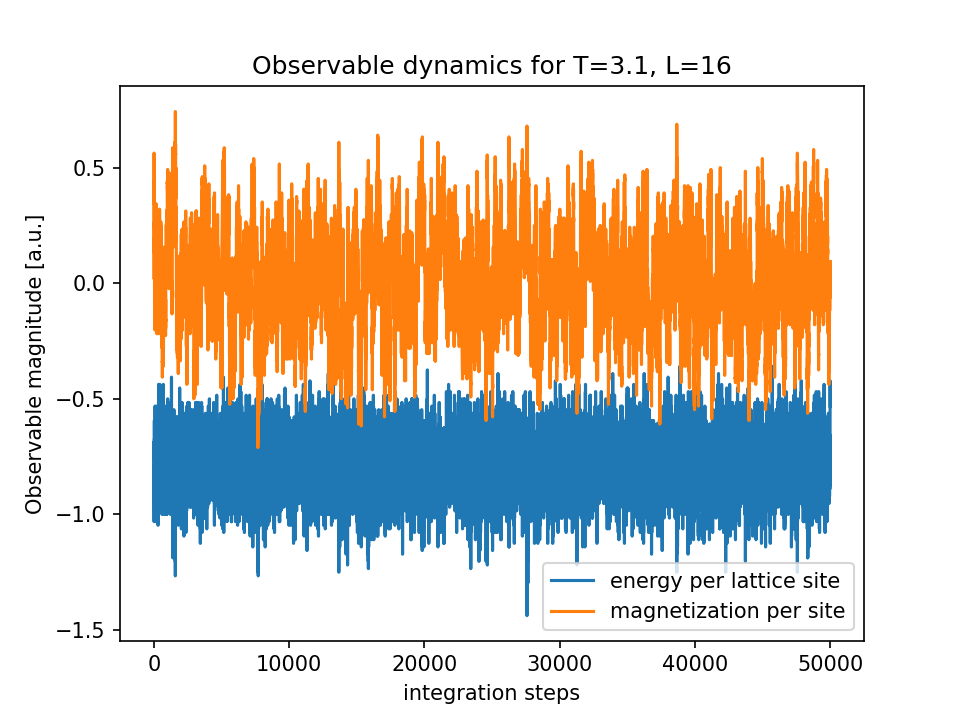 Observable dynamics for T=3.1, L=16
Observable magnitude [a.u.]
0.5
0.0
−0.5
−1.0
−1.5
energy per lattice site
magnetization per site
0 10000 20000 30000 40000 50000
integration steps